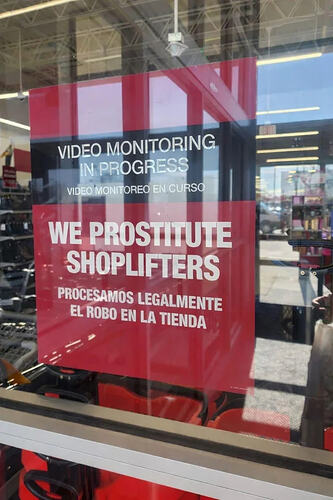 VIDEO MONITORING
IN PROGRESS
VIDEO MONITOREO EN CURSO
WE PROSTITUTE
SHOPLIFTERS
PROCESAMOS LEGALMENTE
EL ROBO EN LA TIENDA